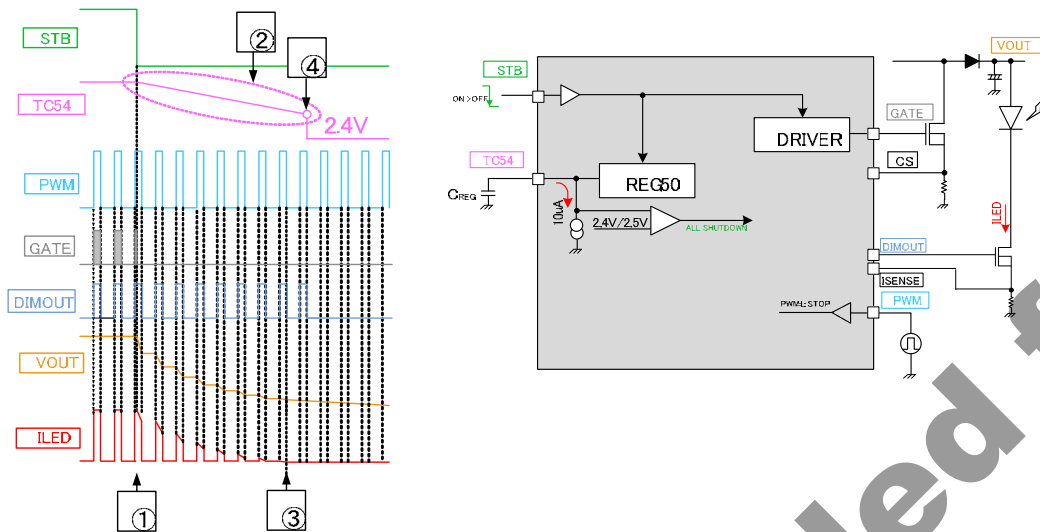 STB
②
④
TC54
2.4V
PWM
GATE
DIMOUT
VOUT
ILED
①
③
STB
ON >OFF
TC54
CREG
10uA
REG50
2.4V/2.5V
ALL SHUTDOWN
DRIVER
VOUT
GATE
CS
ILED
DIMOUT
ISENSE
PWM
PWM=L:STOP
led f